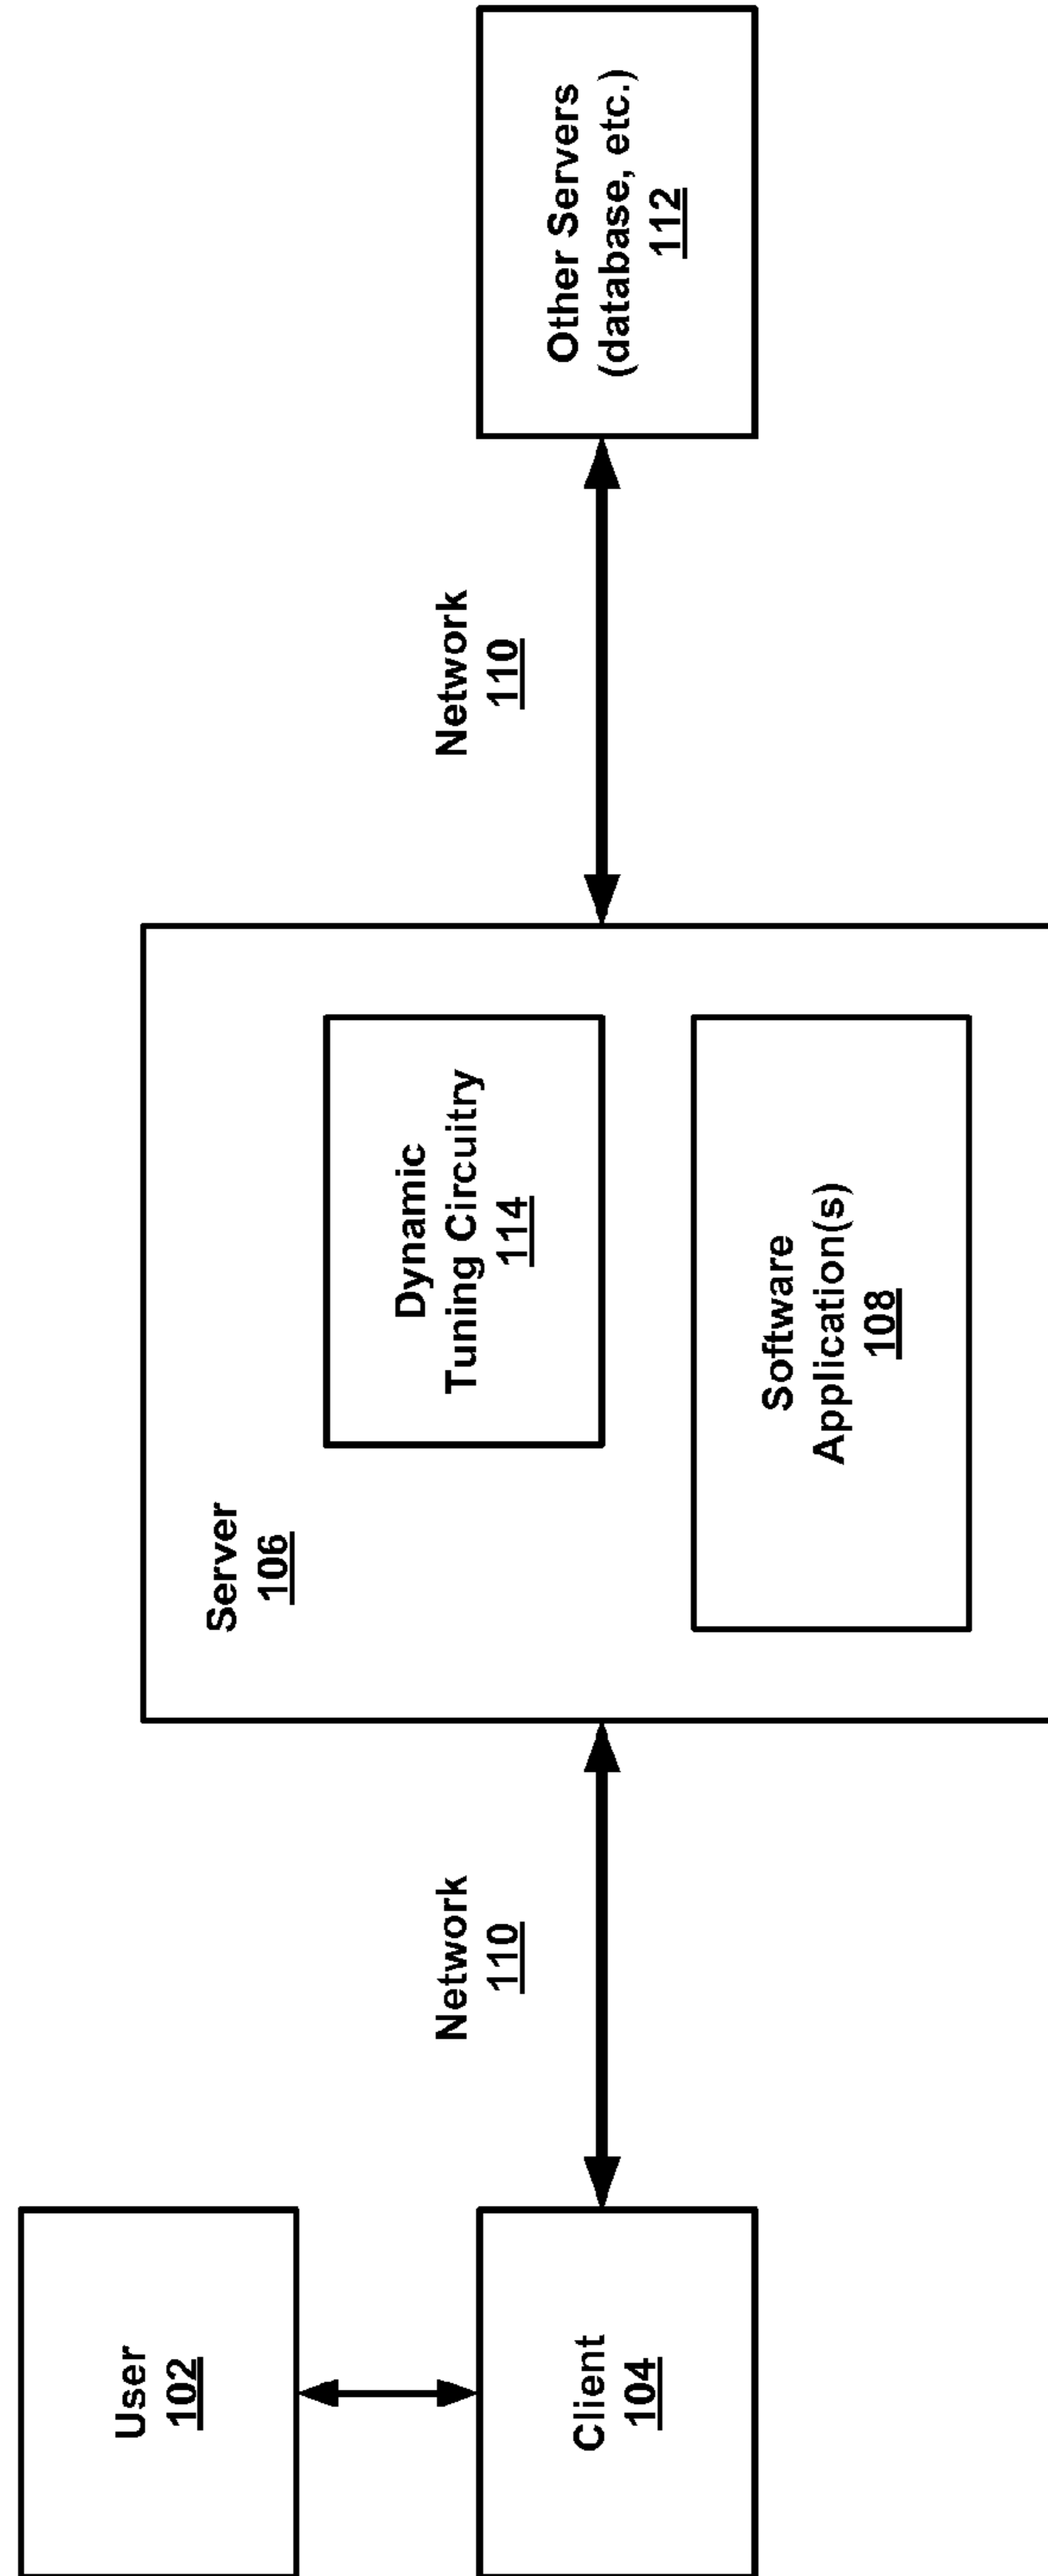 User
102
Client
104
Network
110
Server
106
Dynamic
Tuning Circuitry
114
Software
Application(s)
108
Network
110
Other Servers
(database, etc.)
112